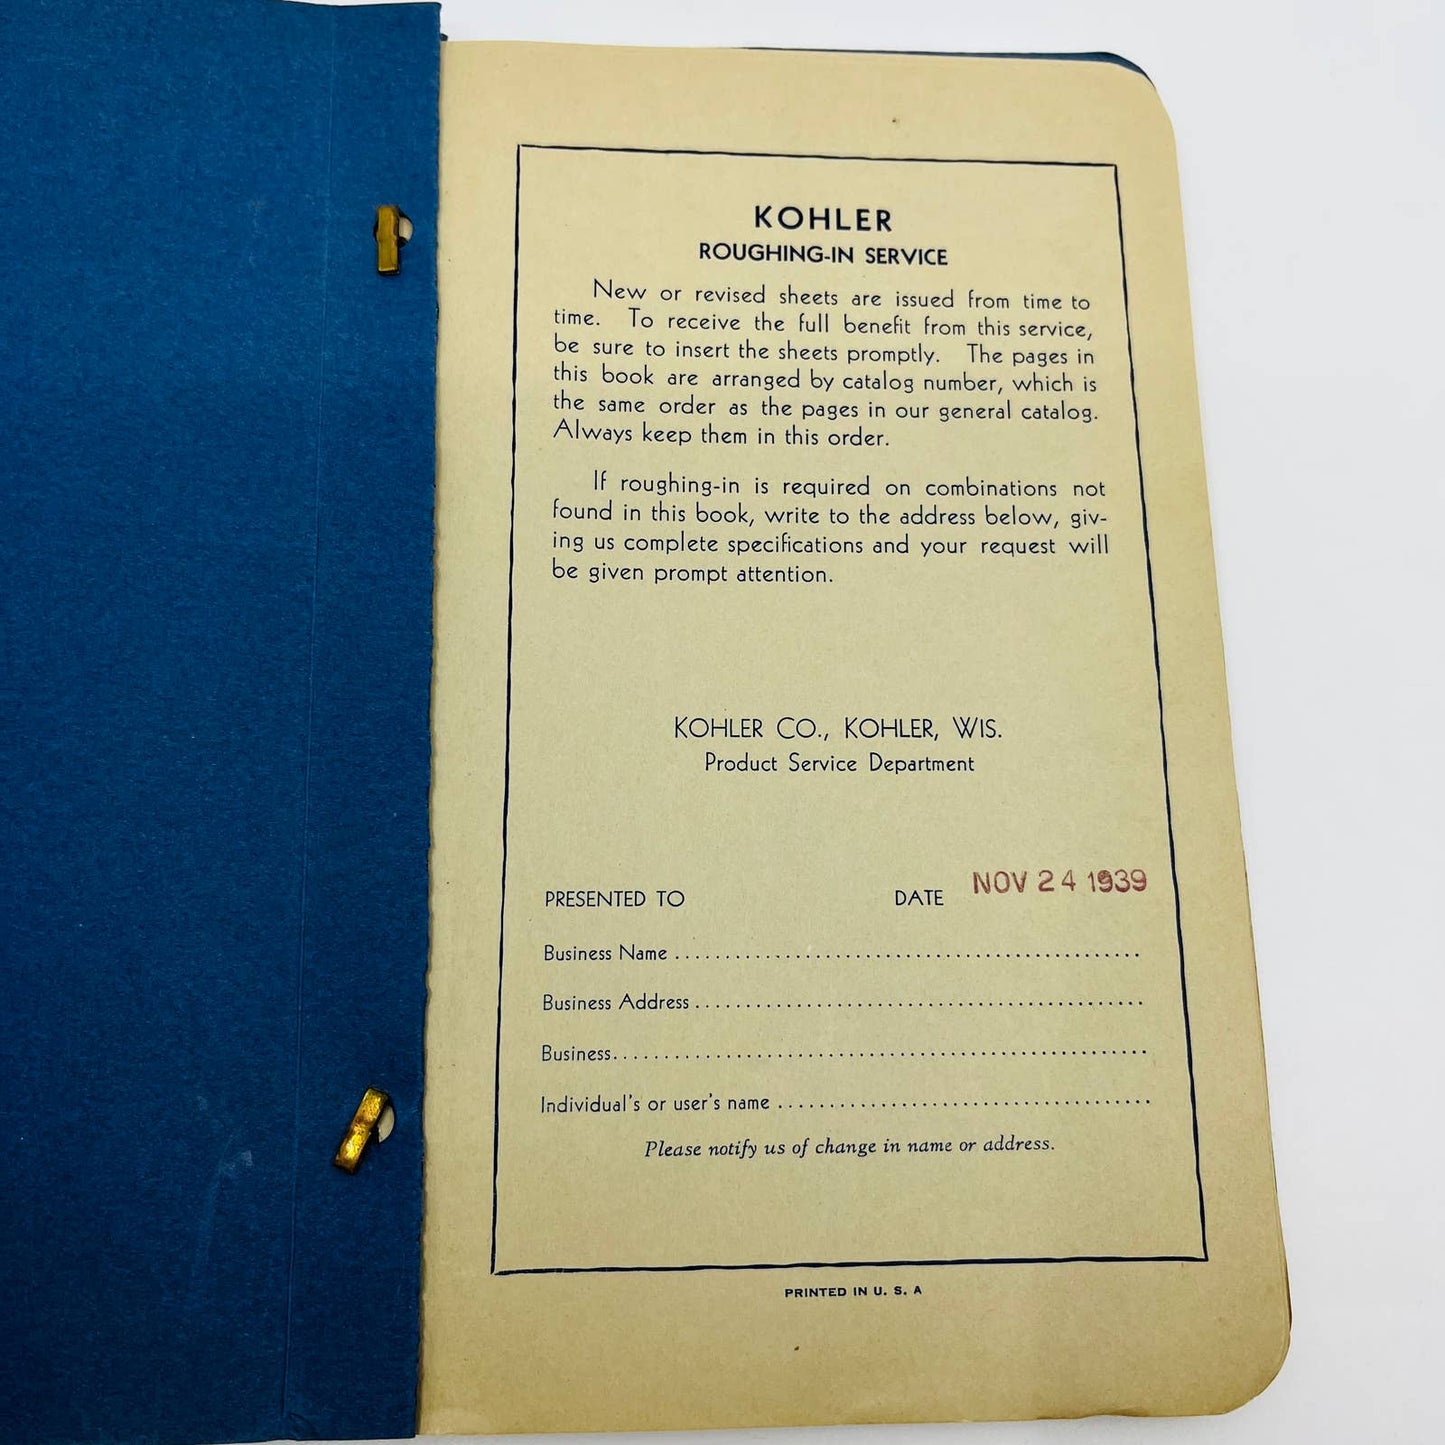 KOHLER
ROUGHING-IN SERVICE
New or revised sheets are issued from time to
time. To receive the full benefit from this service,
be sure to insert the sheets promptly. The pages in
this book are arranged by catalog number, which is
the same order as the pages in our general catalog.
Always keep them in this order.
If roughing-in is required on combinations not
found in this book, write to the address below, giv-
ing us complete specifications and your request will
be given prompt attention.
KOHLER CO., KOHLER, WIS.
Product Service Department
PRESENTED TO DATE NOV 24 1939
Business Name ................................................
Business Address ..............................................
Business......................................................
Individual's or user's name ......................................
Please notify us of change in name or address.
PRINTED IN U. S. A